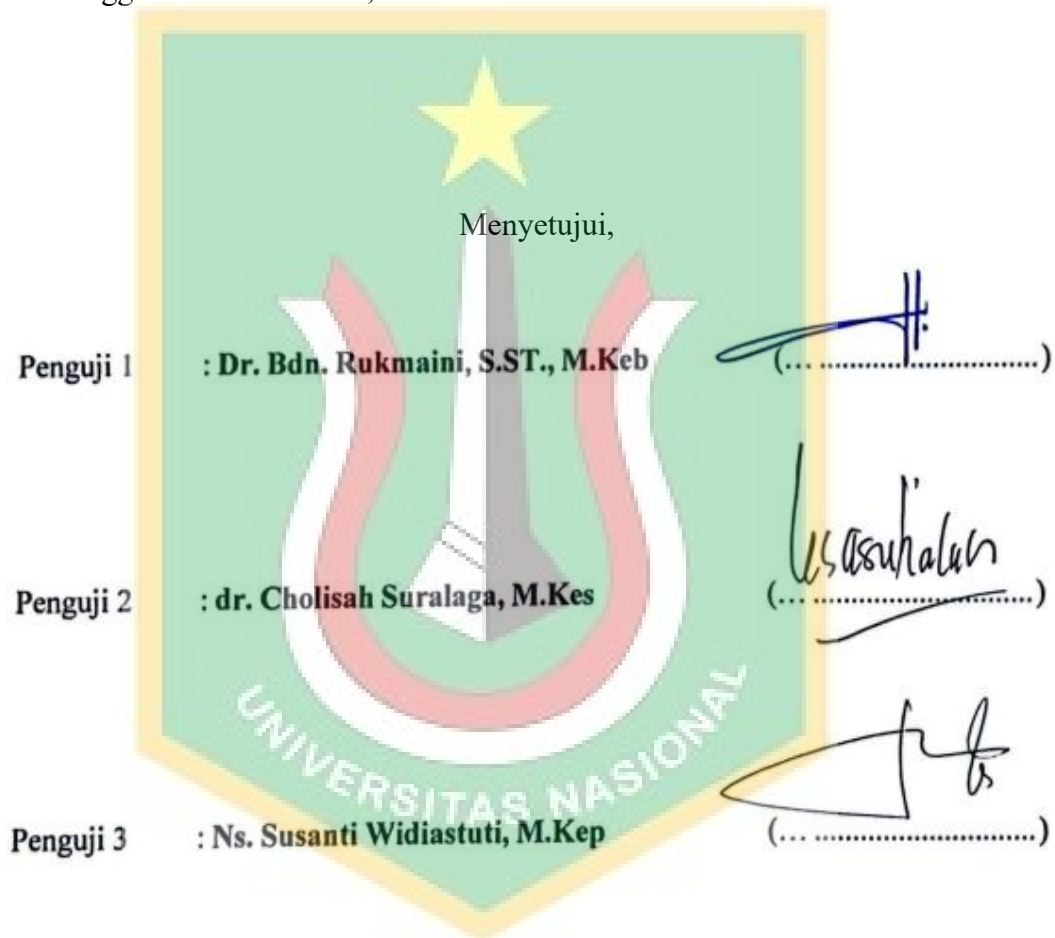 Menyetujui,
Penguji 1 : Dr. Bdn. Rukmaini, S.ST., M.Keb (... ..............................)
Penguji 2 : dr. Cholisah Suralaga, M.Kes (... ..............................)
UNIVERSITAS NASIONAL
Penguji 3 : Ns. Susanti Widiastuti, M.Kep (... ..............................)